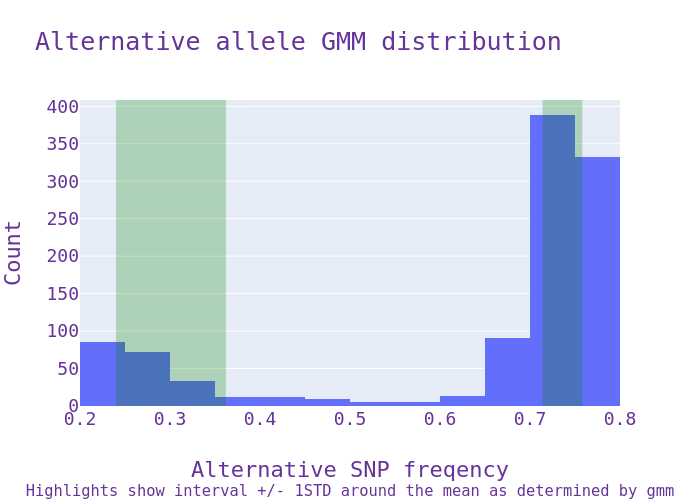 Alternative allele GMM distribution
400
350
300
250
200
150
100
50
0
0.2 0.3 0.4 0.5 0.6 0.7 0.8
Count
Alternative SNP freqency
Highlights show interval +/- 1STD around the mean as determined by gmm